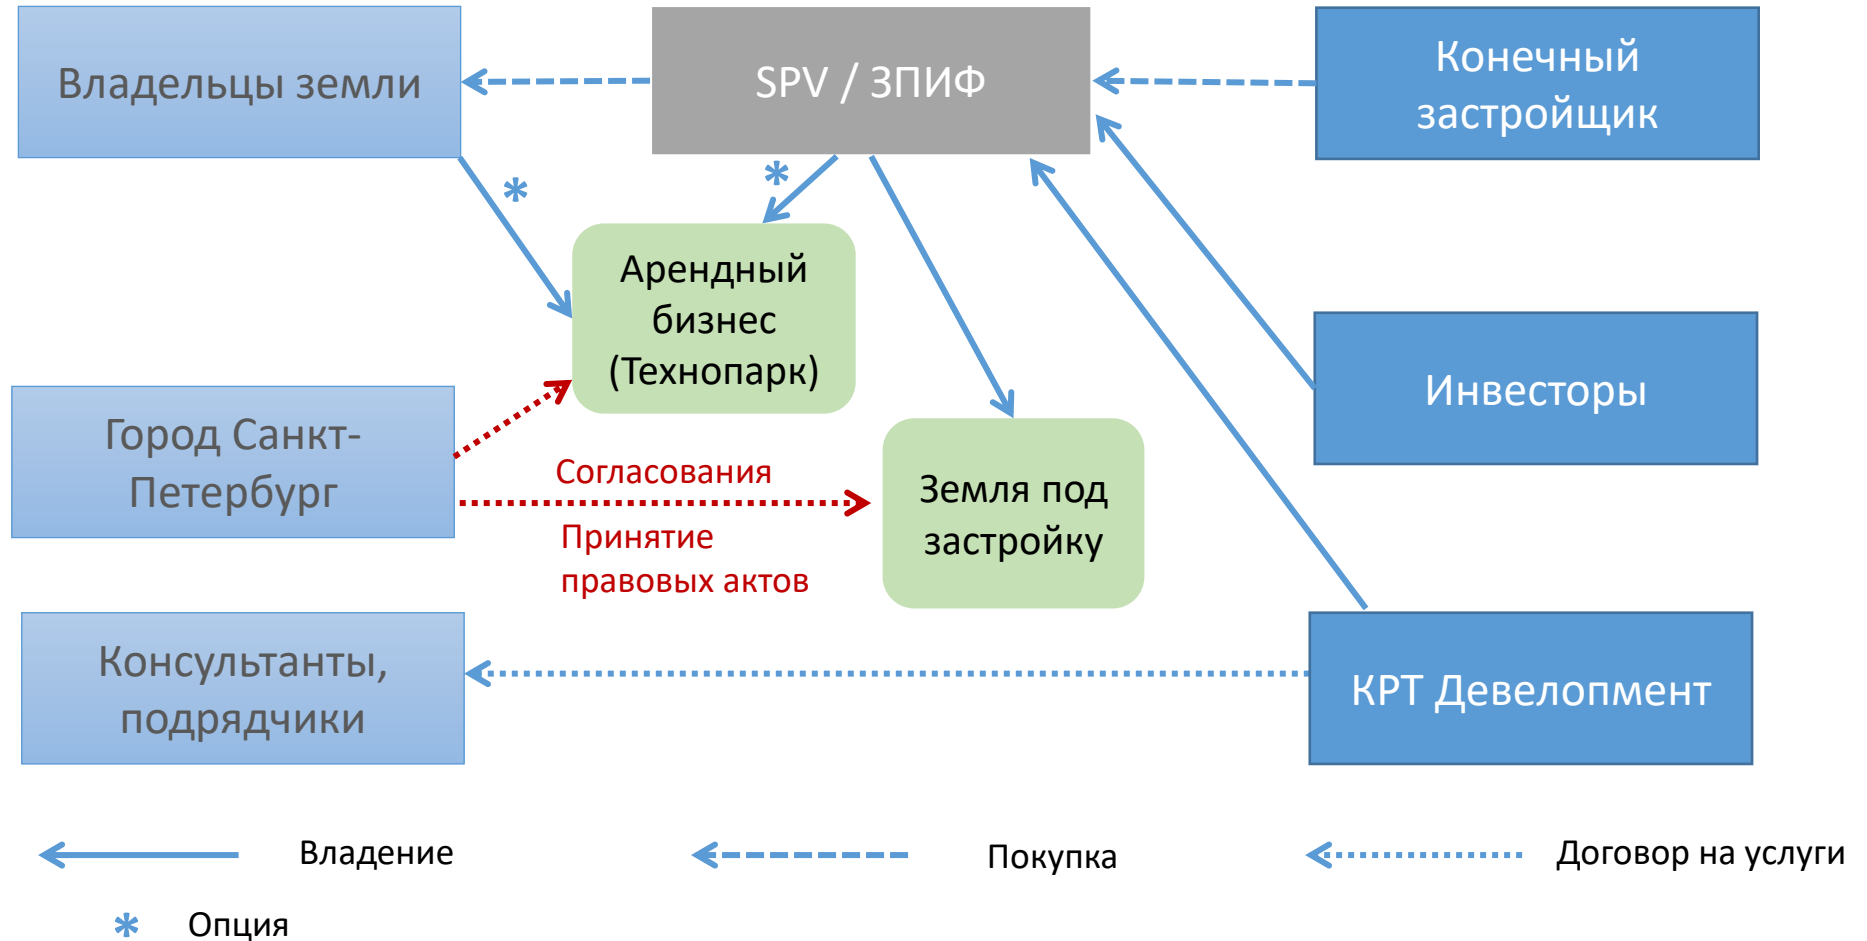 Владельцы земли
SPV / ЗПИФ
Конечный
застройщик
*
*
Арендный
бизнес
(Технопарк)
Инвесторы
Город Санкт-
Петербург
Согласования
Принятие
правовых актов
Земля под
застройку
Консультанты,
подрядчики
КРТ Девелопмент
Владение
Покупка
Договор на услуги
* Опция